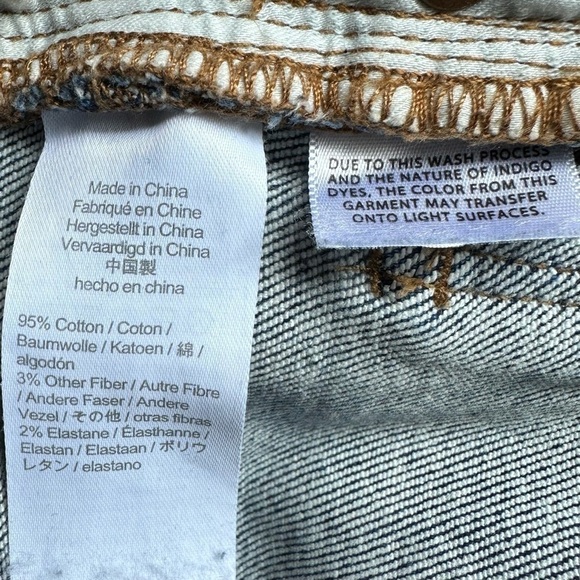 Made in China
Fabriqué en Chine
Hergestellt in China
Vervaardigd in China
中国製
hecho en china
95% Cotton / Coton /
Baumwolle / Katoen / 綿 /
algodón
3% Other Fiber / Autre Fibre
/ Andere Faser / Andere
Vezel / その他 / otras fibras
2% Elastane / Élasthanne /
Elastan / Elastaan / ポリウ
レタン / elastano
DUE TO THIS WASH PROCESS
AND THE NATURE OF INDIGO
DYES, THE COLOR FROM THIS
GARMENT MAY TRANSFER
ONTO LIGHT SURFACES.